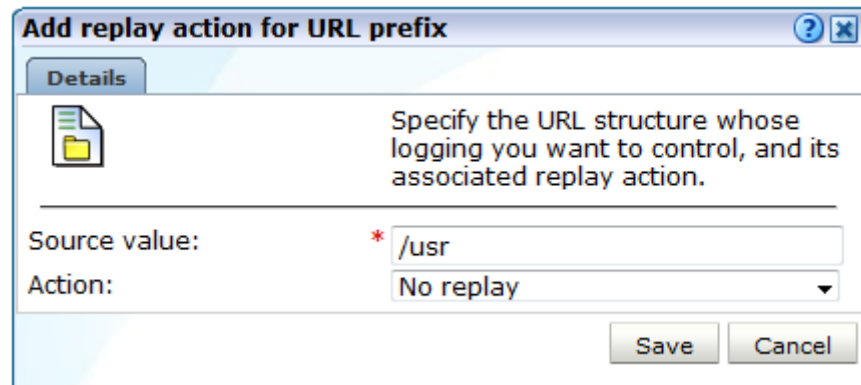 Add replay action for URL prefix
?
Details
Specify the URL structure whose
logging you want to control, and its
associated replay action.
Source value: * /usr
Action: No replay
Save Cancel